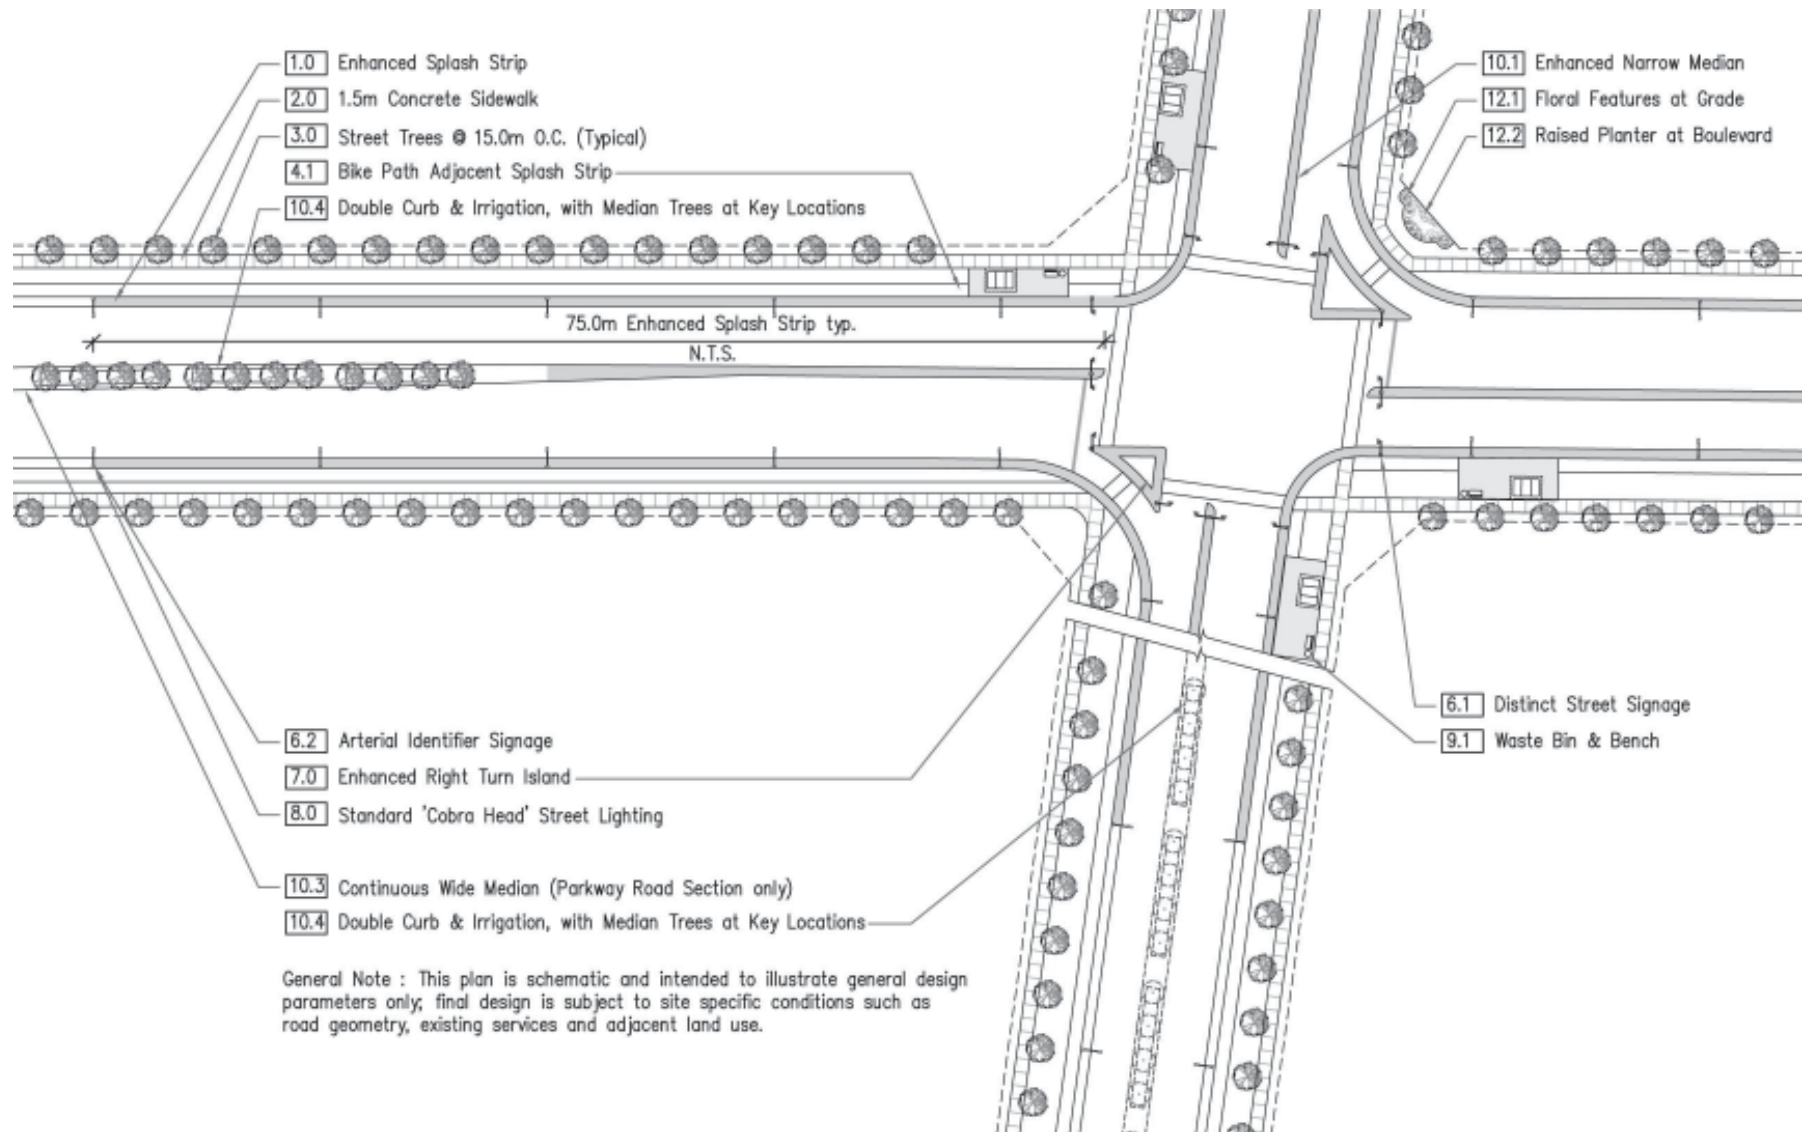 1.0 Enhanced Splash Strip
2.0 1.5m Concrete Sidewalk
3.0 Street Trees @ 15.0m O.C. (Typical)
4.1 Bike Path Adjacent Splash Strip
10.4 Double Curb & Irrigation, with Median Trees at Key Locations
10.1 Enhanced Narrow Median
12.1 Floral Features at Grade
12.2 Raised Planter at Boulevard
75.0m Enhanced Splash Strip typ.
N.T.S.
6.2 Arterial Identifier Signage
7.0 Enhanced Right Turn Island
8.0 Standard 'Cobra Head' Street Lighting
10.3 Continuous Wide Median (Parkway Road Section only)
10.4 Double Curb & Irrigation, with Median Trees at Key Locations
6.1 Distinct Street Signage
9.1 Waste Bin & Bench
General Note : This plan is schematic and intended to illustrate general design
parameters only; final design is subject to site specific conditions such as
road geometry, existing services and adjacent land use.